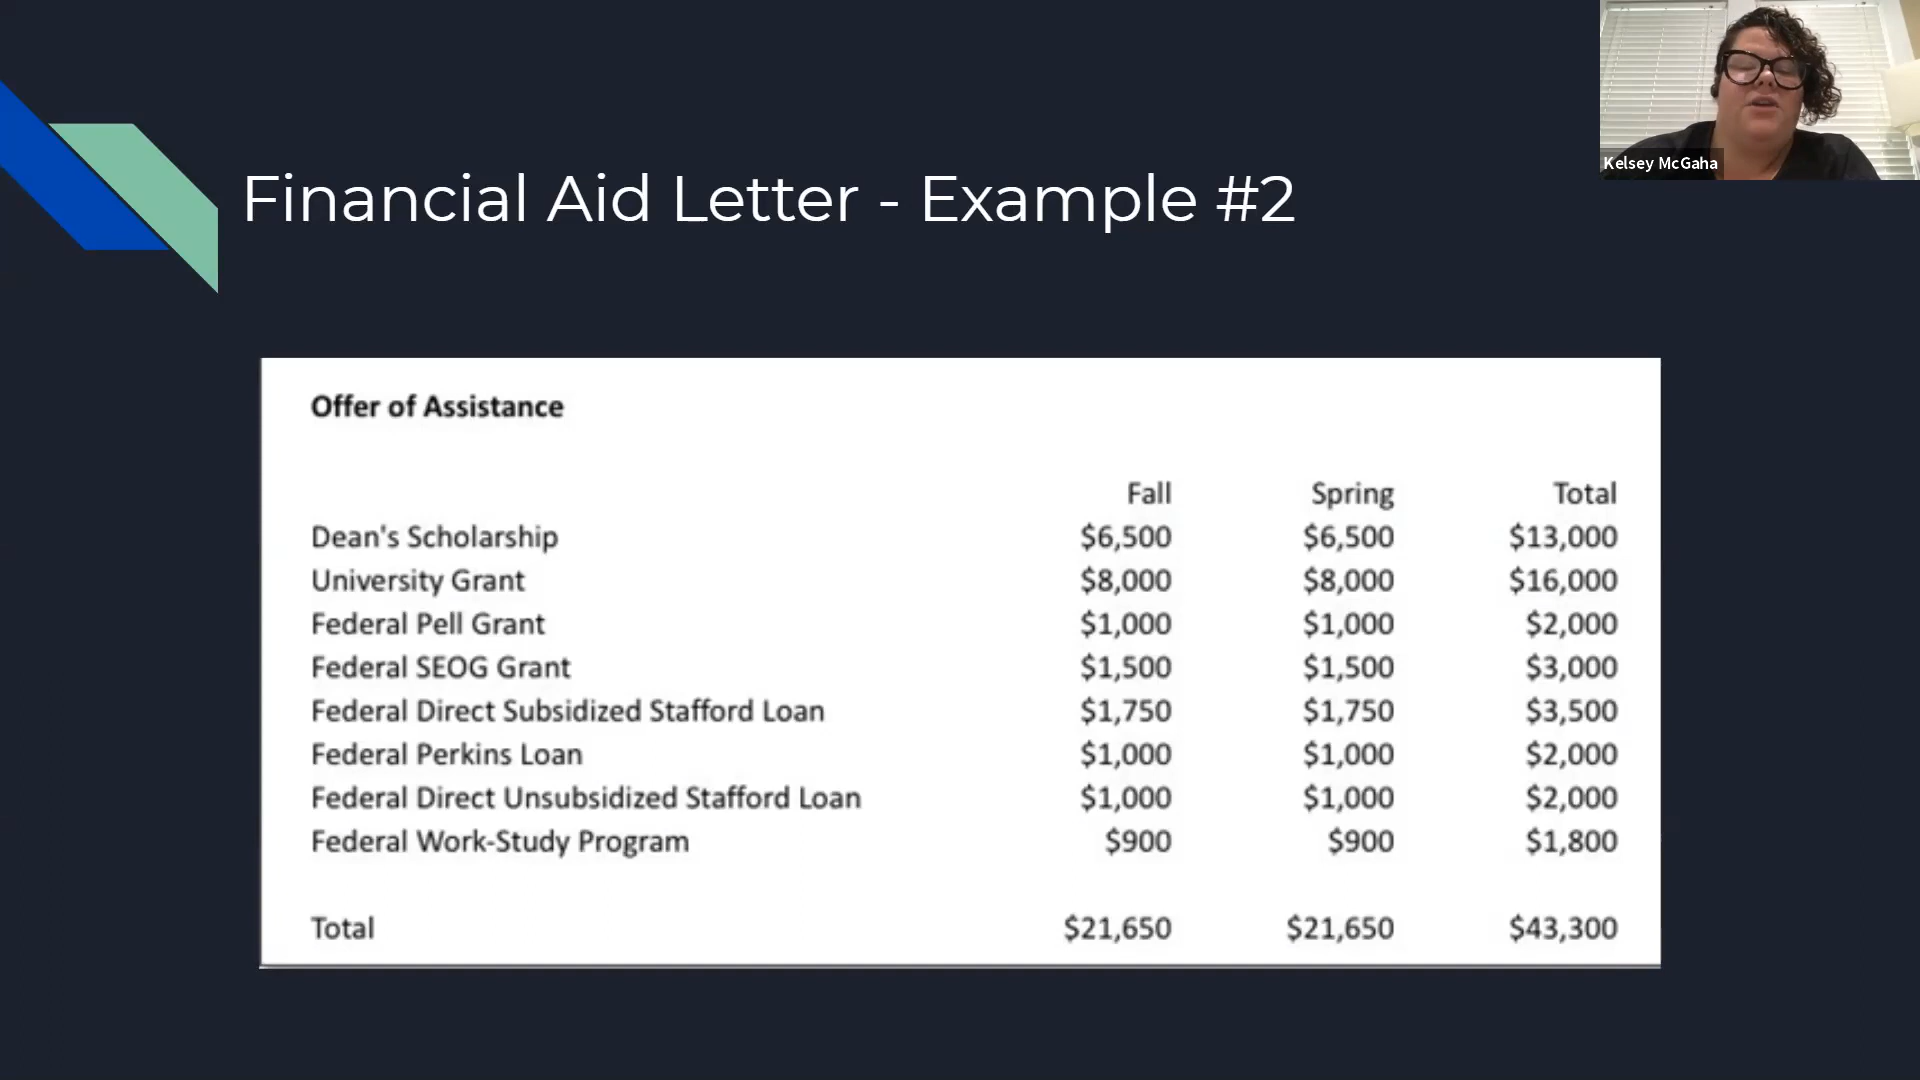 Kelsey McGaha
Financial Aid Letter - Example #2
Offer of Assistance
Fall Spring Total
Dean's Scholarship $6,500 $6,500 $13,000
University Grant $8,000 $8,000 $16,000
Federal Pell Grant $1,000 $1,000 $2,000
Federal SEOG Grant $1,500 $1,500 $3,000
Federal Direct Subsidized Stafford Loan $1,750 $1,750 $3,500
Federal Perkins Loan $1,000 $1,000 $2,000
Federal Direct Unsubsidized Stafford Loan $1,000 $1,000 $2,000
Federal Work-Study Program $900 $900 $1,800
Total $21,650 $21,650 $43,300